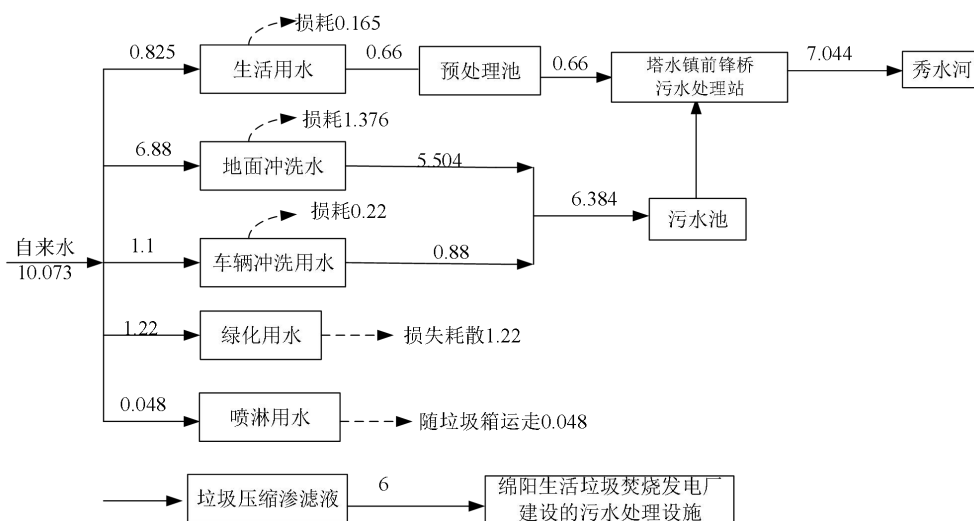 损耗0.165
0.825
生活用水
0.66
预处理池
0.66
塔水镇前锋桥
污水处理站
7.044
秀水河
损耗1.376
6.88
地面冲洗水
5.504
6.384
污水池
损耗0.22
自来水
10.073
1.1
车辆冲洗用水
0.88
1.22
绿化用水
损失耗散1.22
0.048
喷淋用水
随垃圾箱运走0.048
垃圾压缩渗滤液
6
绵阳生活垃圾焚烧发电厂
建设的污水处理设施